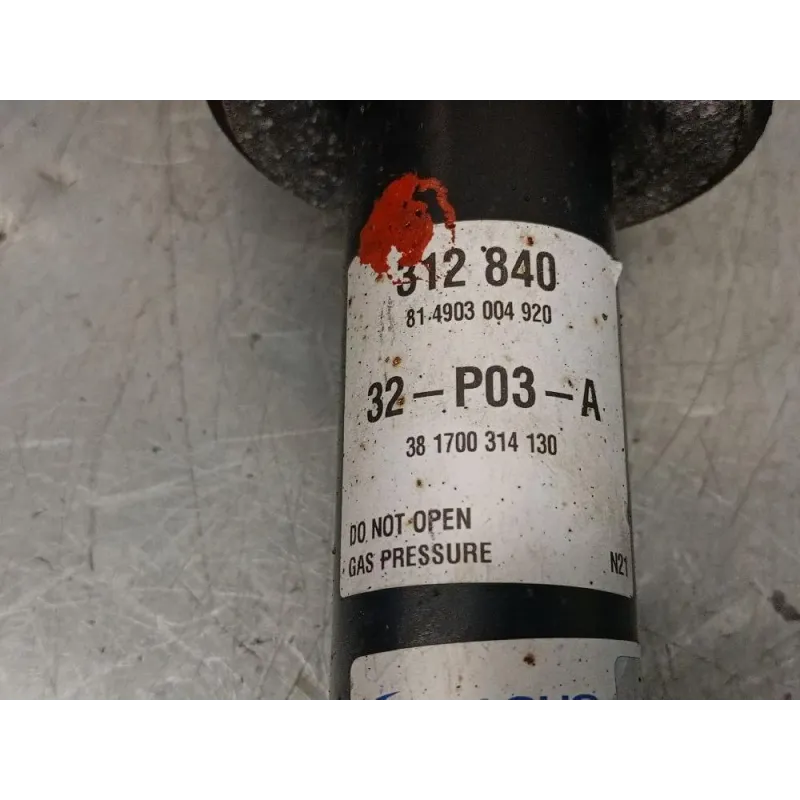 312 840
81 4903 004 920
32-P03-A
38 1700 314 130
DO NOT OPEN
GAS PRESSURE
N21